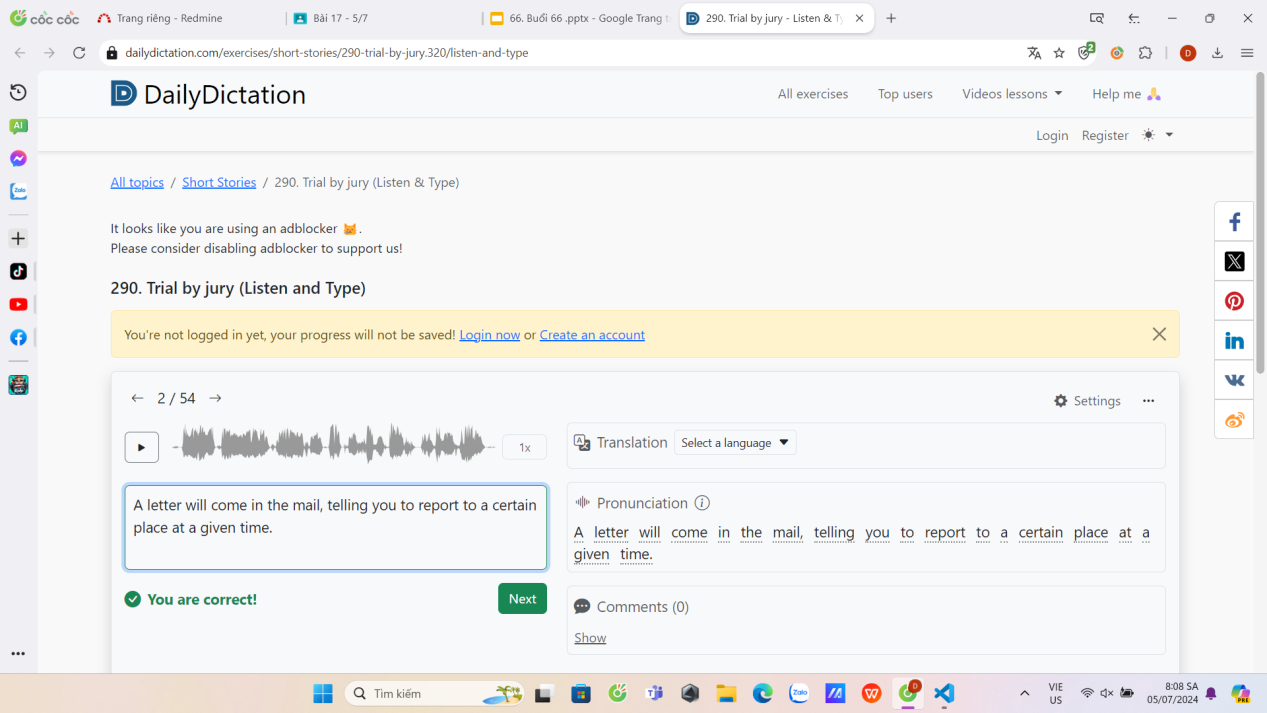 cốc cốc
Trang riêng - Redmine
Bài 17 - 5/7
66. Buổi 66 .pptx - Google Trang t
290. Trial by jury - Listen & Ty
dailydictation.com/exercises/short-stories/290-trial-by-jury.320/listen-and-type
2
D
AI
Zalo
DailyDictation
All exercises
Top users
Videos lessons
Help me
Login
Register
All topics / Short Stories / 290. Trial by jury (Listen & Type)
It looks like you are using an adblocker .
Please consider disabling adblocker to support us!
290. Trial by jury (Listen and Type)
You're not logged in yet, your progress will not be saved! Login now or Create an account
2 / 54
Settings
1x
Translation
Select a language
A letter will come in the mail, telling you to report to a certain
place at a given time.
Pronunciation
A letter will come in the mail, telling you to report to a certain place at a
given time.
You are correct!
Next
Comments (0)
Show
Tìm kiếm
Zalo
D
VIE
US
8:08 SA
05/07/2024
PRE